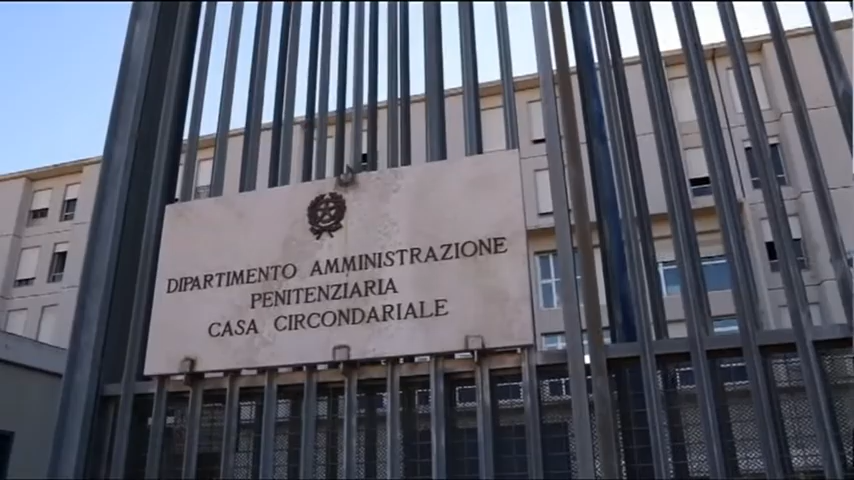 DIPARTIMENTO AMMINISTRAZIONE
PENITENZIARIA
CASA CIRCONDARIALE